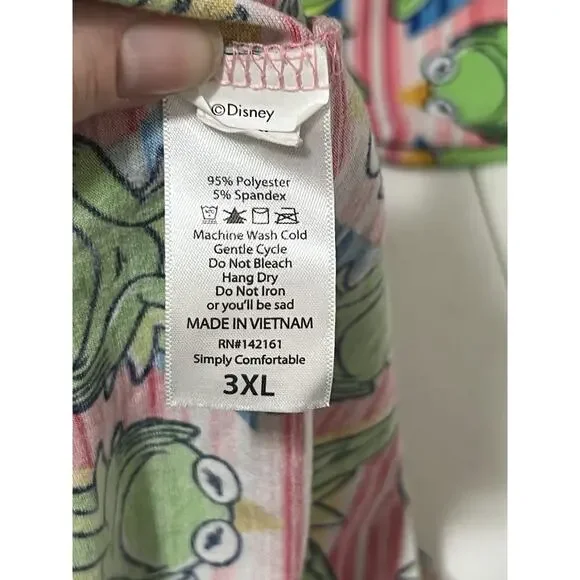 ©Disney
95% Polyester
5% Spandex
Machine Wash Cold
Gentle Cycle
Do Not Bleach
Hang Dry
Do Not Iron
or you'll be sad
MADE IN VIETNAM
RN#142161
Simply Comfortable
3XL